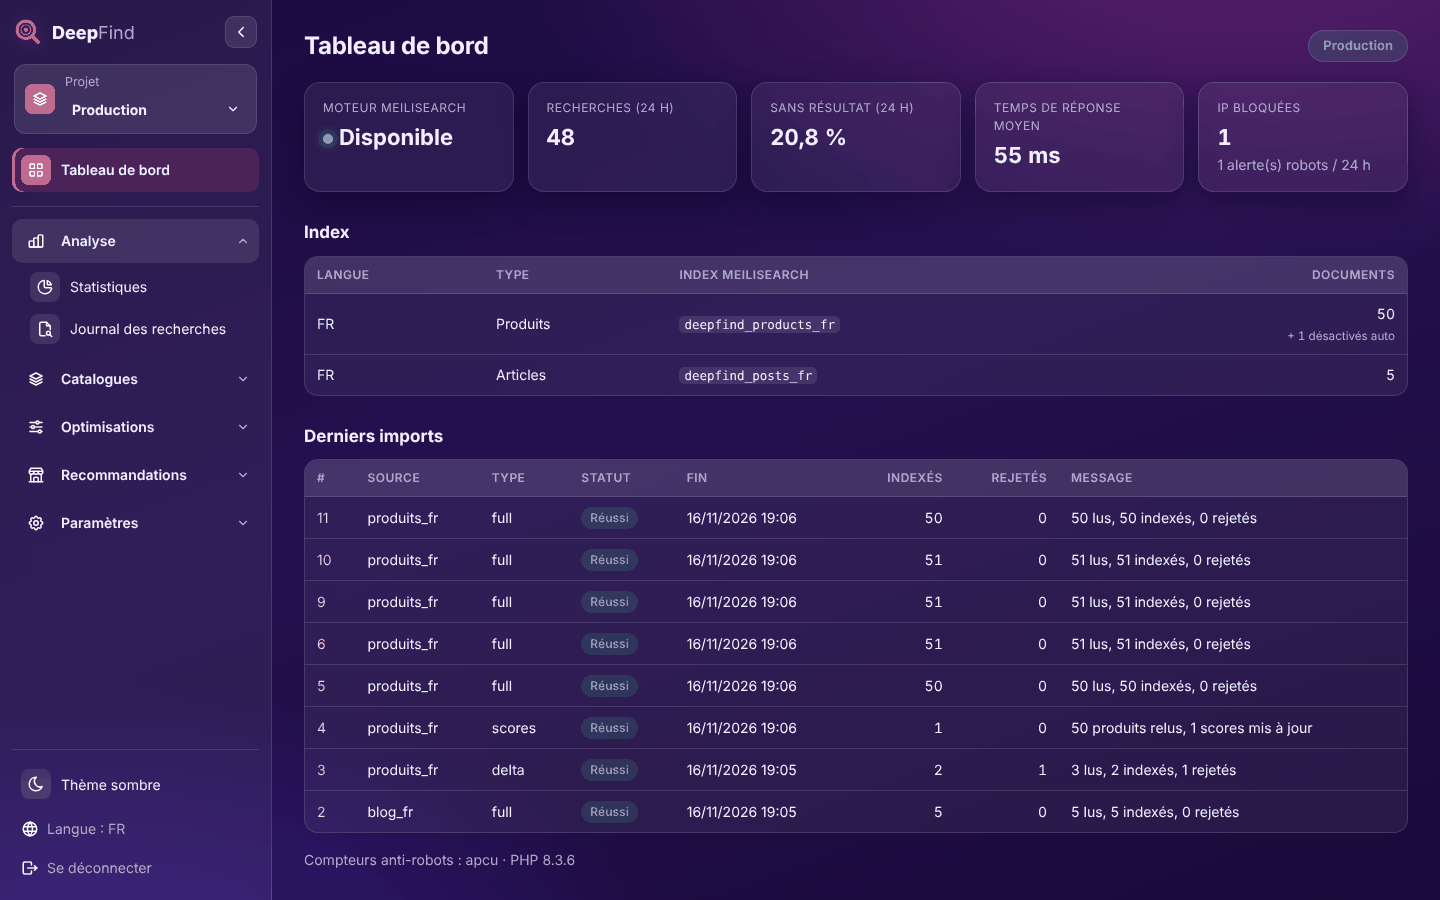 DeepFind
Projet
Production
Tableau de bord
Analyse
Statistiques
Journal des recherches
Catalogues
Optimisations
Recommandations
Paramètres
Thème sombre
Langue : FR
Se déconnecter
Tableau de bord
Production
MOTEUR MEILISEARCH
Disponible
RECHERCHES (24 H)
48
SANS RÉSULTAT (24 H)
20,8 %
TEMPS DE RÉPONSE
MOYEN
55 ms
IP BLOQUÉES
1
1 alerte(s) robots / 24 h
Index
LANGUE TYPE INDEX MEILISEARCH DOCUMENTS
FR Produits deepfind_products_fr 50
+ 1 désactivés auto
FR Articles deepfind_posts_fr 5
Derniers imports
# SOURCE TYPE STATUT FIN INDEXÉS REJETÉS MESSAGE
11 produits_fr full Réussi 16/11/2026 19:06 50 0 50 lus, 50 indexés, 0 rejetés
10 produits_fr full Réussi 16/11/2026 19:06 51 0 51 lus, 51 indexés, 0 rejetés
9 produits_fr full Réussi 16/11/2026 19:06 51 0 51 lus, 51 indexés, 0 rejetés
6 produits_fr full Réussi 16/11/2026 19:06 51 0 51 lus, 51 indexés, 0 rejetés
5 produits_fr full Réussi 16/11/2026 19:06 50 0 50 lus, 50 indexés, 0 rejetés
4 produits_fr scores Réussi 16/11/2026 19:06 1 0 50 produits relus, 1 scores mis à jour
3 produits_fr delta Réussi 16/11/2026 19:05 2 1 3 lus, 2 indexés, 1 rejetés
2 blog_fr full Réussi 16/11/2026 19:05 5 0 5 lus, 5 indexés, 0 rejetés
Compteurs anti-robots : apcu · PHP 8.3.6